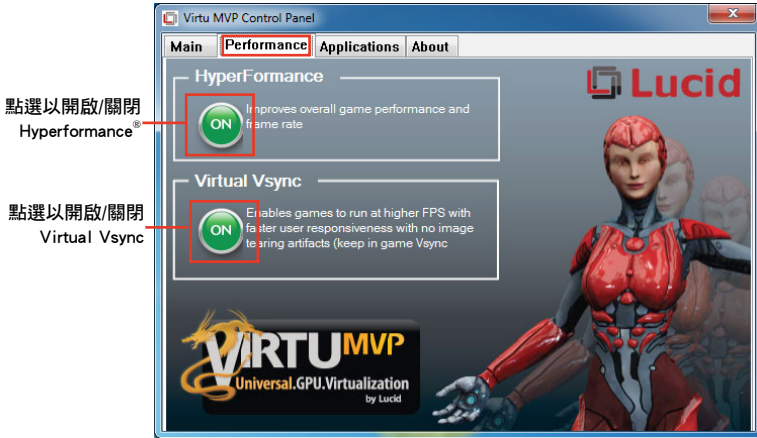 Virtu MVP Control Panel
Main Performance Applications About
HyperFormance
Lucid
點選以開啟/關閉
Hyperformance®
ON
Improves overall game performance and
frame rate
Virtual Vsync
點選以開啟/關閉
Virtual Vsync
ON
Enables games to run at higher FPS with
faster user responsiveness with no image
tearing artifacts (keep in game Vsync
VIRTU MVP
Universal.GPU.Virtualization
by Lucid